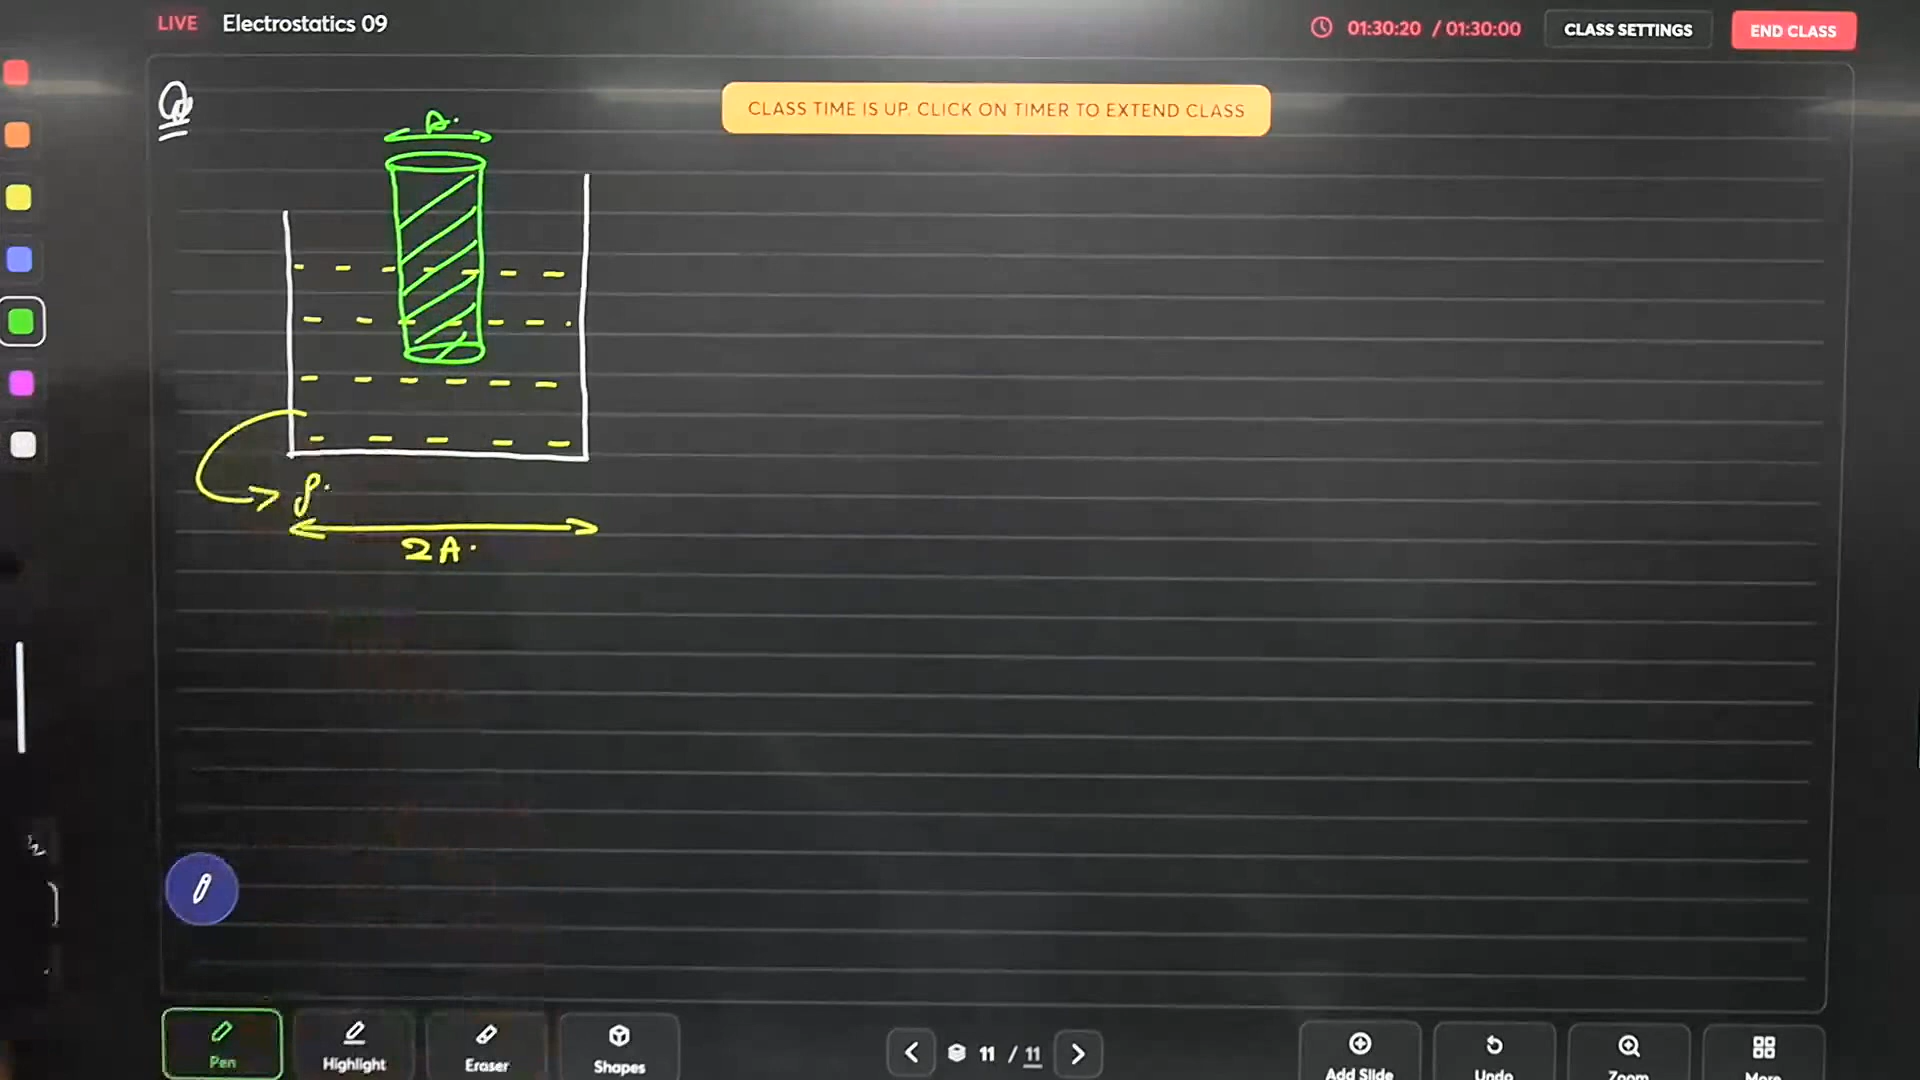 LIVE Electrostatics 09 01:30:20 / 01:30:00 CLASS SETTINGS END CLASS
CLASS TIME IS UP. CLICK ON TIMER TO EXTEND CLASS
Q
A.
ρ.
2A.
Pen Highlight Eraser Shapes 11 / 11 Add Slide Undo Zoom More